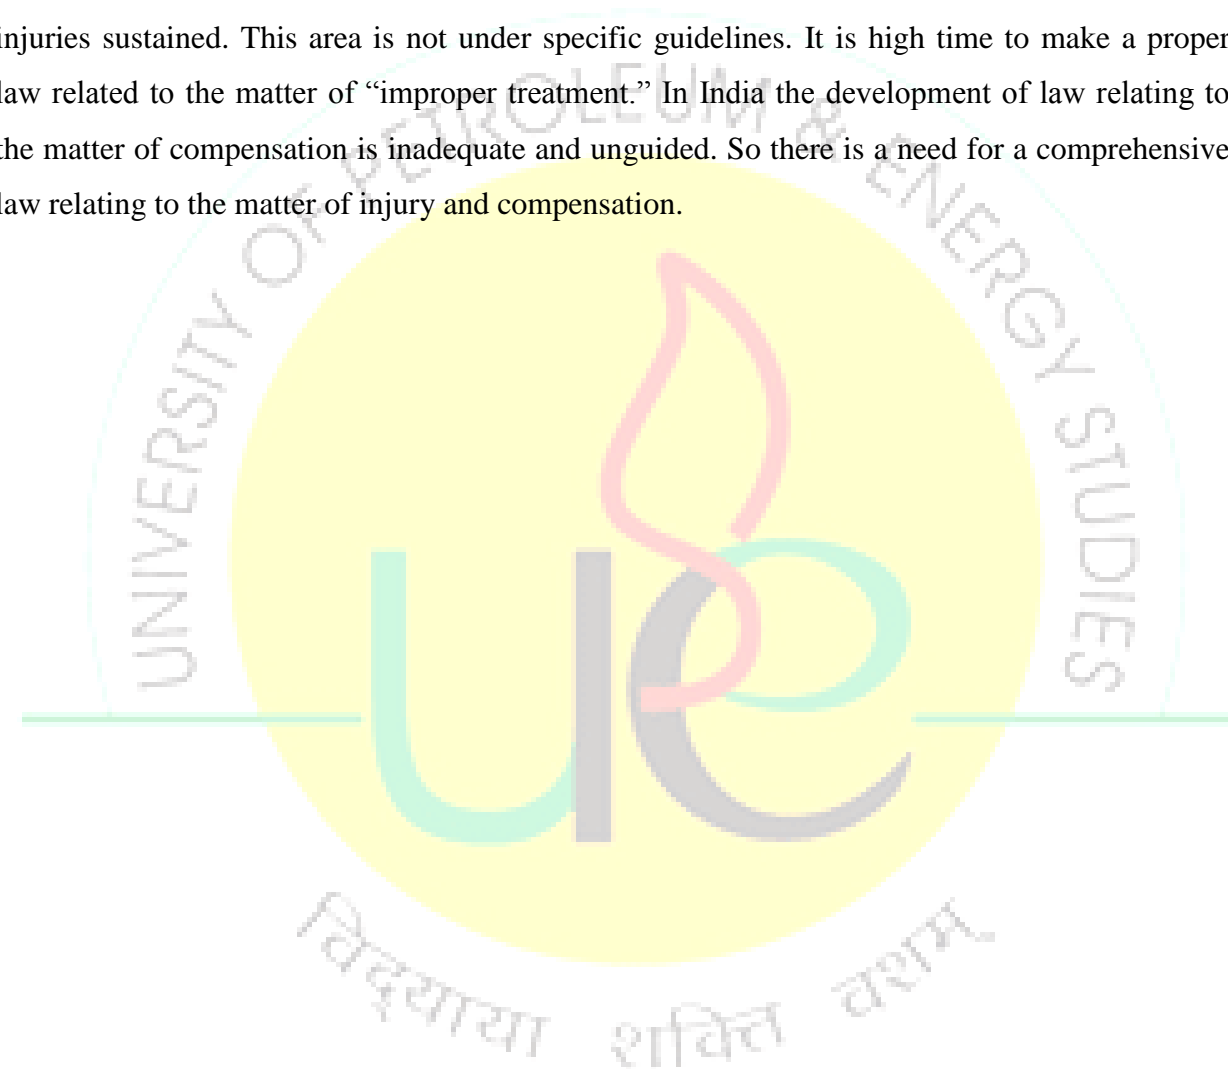 injuries sustained. This area is not under specific guidelines. It is high time to make a proper
law related to the matter of “improper treatment.” In India the development of law relating to
the matter of compensation is inadequate and unguided. So there is a need for a comprehensive
law relating to the matter of injury and compensation.
UNIVERSITY OF PETROLEUM & ENERGY STUDIES
ue
विद्याया शक्ति वशम्